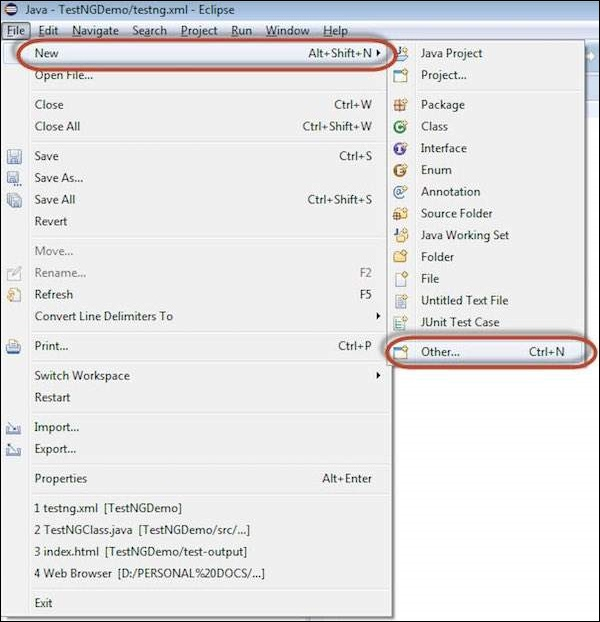 Java - TestNGDemo/testng.xml - Eclipse
File Edit Navigate Search Project Run Window Help
New Alt+Shift+N
Open File...
Close Ctrl+W
Close All Ctrl+Shift+W
Save Ctrl+S
Save As...
Save All Ctrl+Shift+S
Revert
Move...
Rename... F2
Refresh F5
Convert Line Delimiters To
Print... Ctrl+P
Switch Workspace
Restart
Import...
Export...
Properties Alt+Enter
1 testng.xml [TestNGDemo]
2 TestNGClass.java [TestNGDemo/src/...]
3 index.html [TestNGDemo/test-output]
4 Web Browser [D:/PERSONAL%20DOCS/...]
Exit
Java Project
Project...
Package
Class
Interface
Enum
Annotation
Source Folder
Java Working Set
Folder
File
Untitled Text File
JUnit Test Case
Other... Ctrl+N